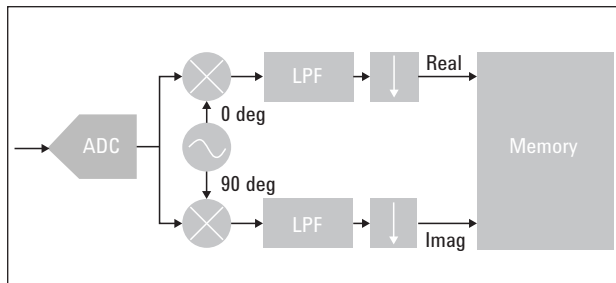 Real
LPF
0 deg
ADC
Memory
90 deg
LPF
Imag